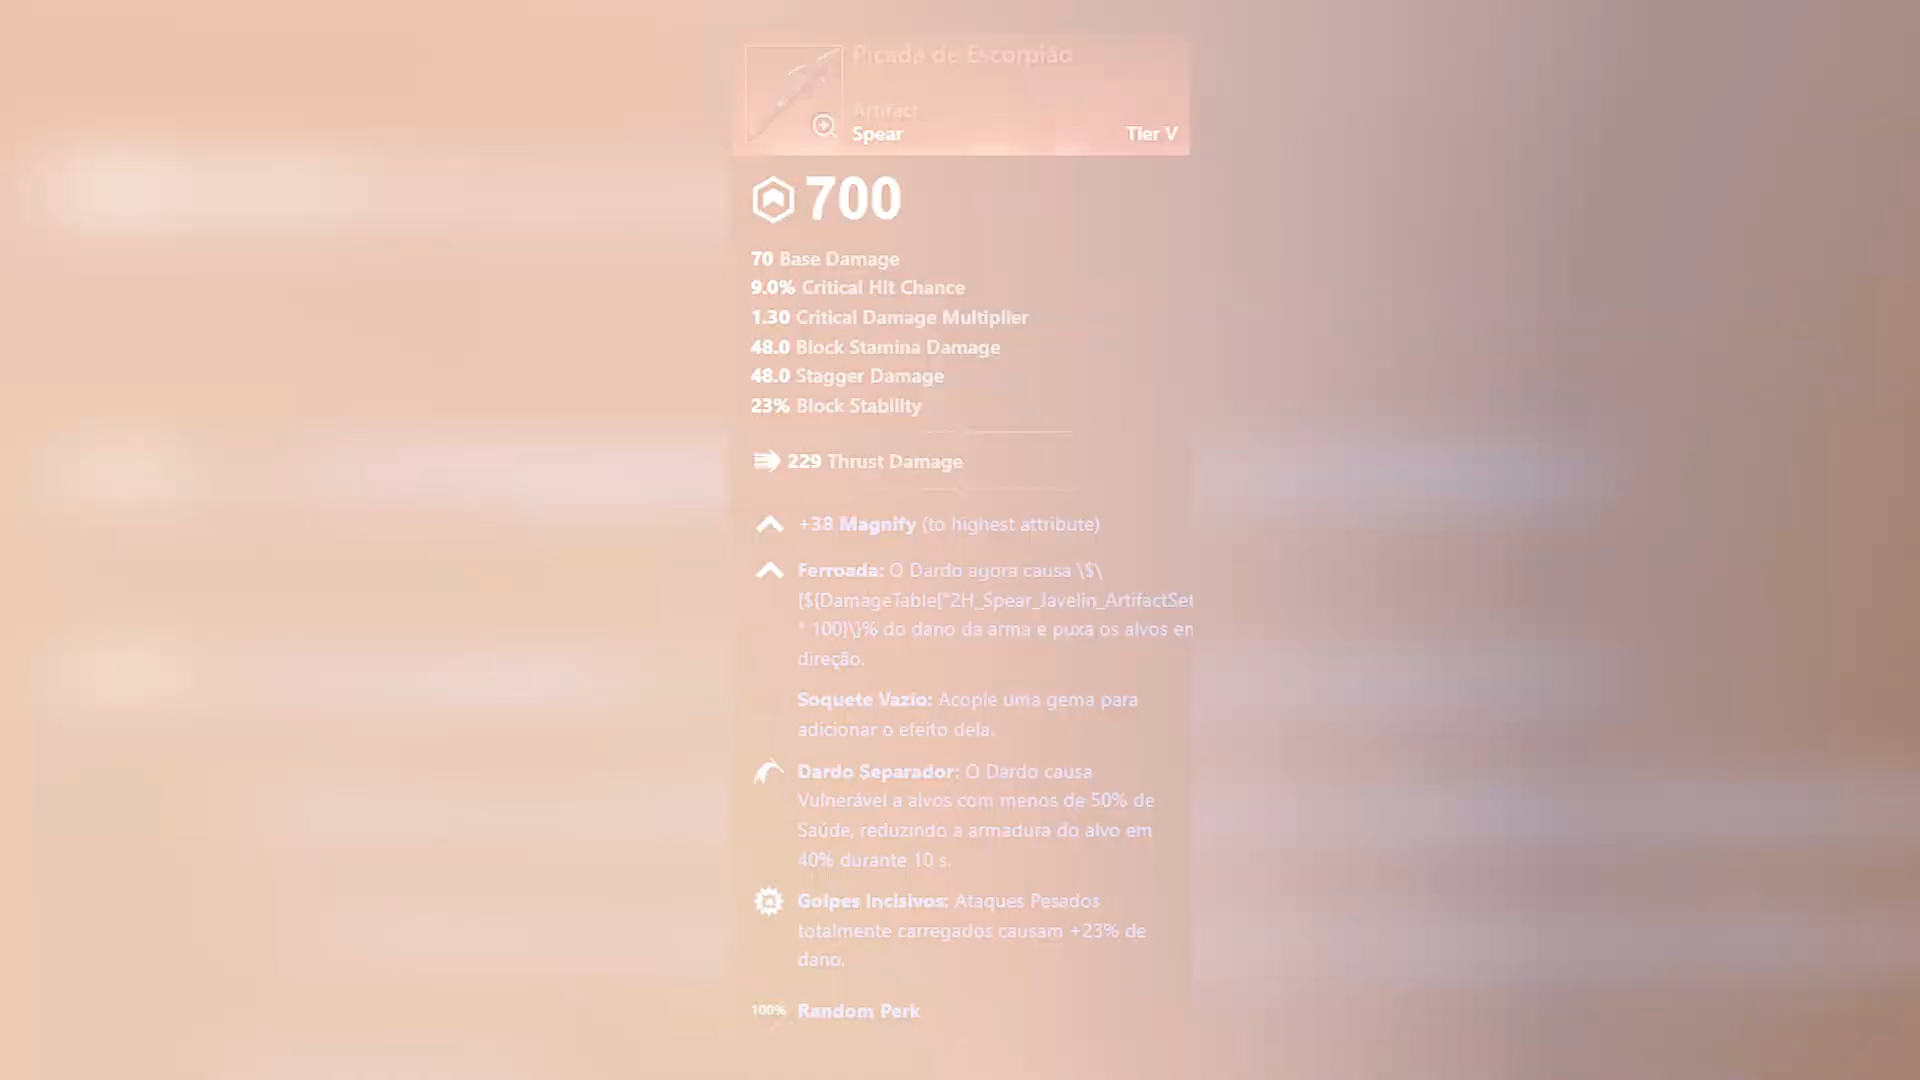 Picada de Escorpião
Artifact
Spear
Tier V
700
70 Base Damage
9.0% Critical Hit Chance
1.30 Critical Damage Multiplier
48.0 Block Stamina Damage
48.0 Stagger Damage
23% Block Stability
229 Thrust Damage
+38 Magnify (to highest attribute)
Ferroada: O Dardo agora causa \$\
[${DamageTable["2H_Spear_Javelin_ArtifactSet
* 100]\}% do dano da arma e puxa os alvos en
direção.
Soquete Vazio: Acople uma gema para
adicionar o efeito dela.
Dardo Separador: O Dardo causa
Vulnerável a alvos com menos de 50% de
Saúde, reduzindo a armadura do alvo em
40% durante 10 s.
Golpes Incisivos: Ataques Pesados
totalmente carregados causam +23% de
dano.
100% Random Perk